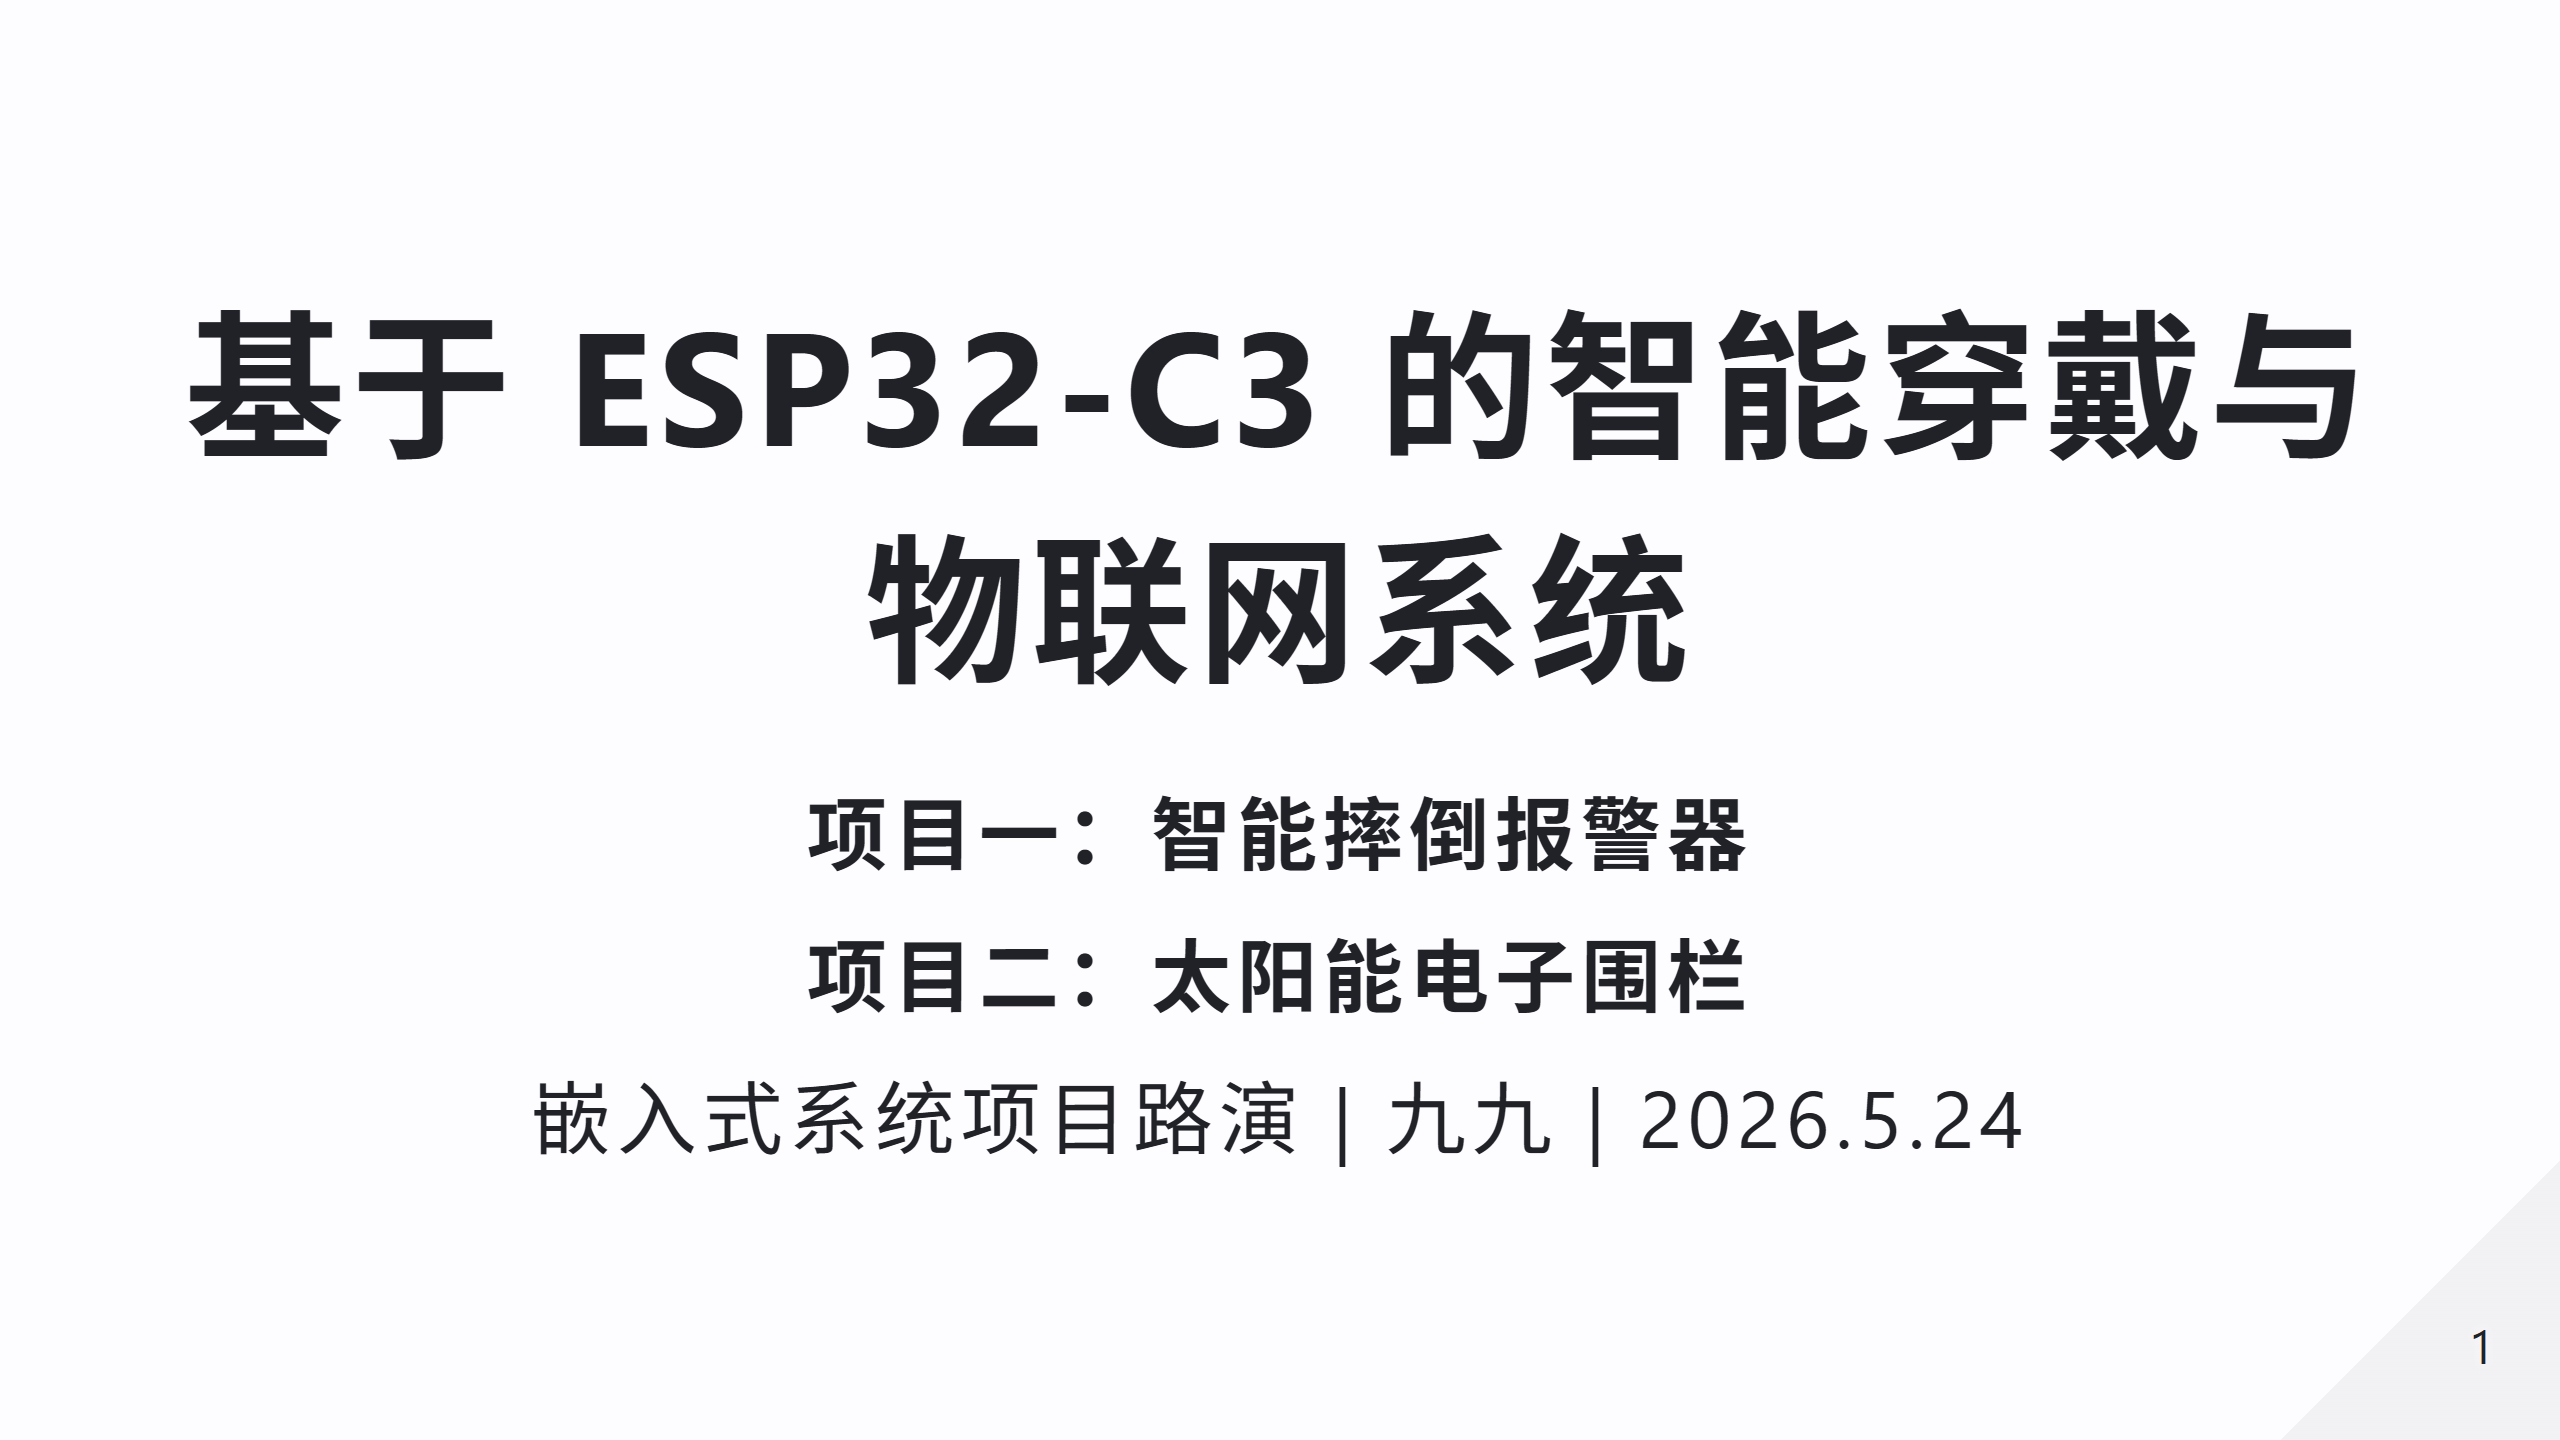 基于 ESP32-C3 的智能穿戴与
物联网系统
项目一：智能摔倒报警器
项目二：太阳能电子围栏
嵌入式系统项目路演 | 九九 | 2026.5.24
1